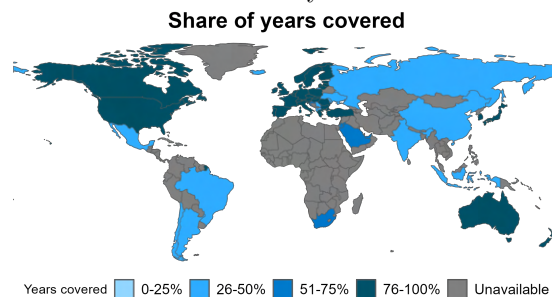 Share of years covered
Years covered 0-25% 26-50% 51-75% 76-100% Unavailable